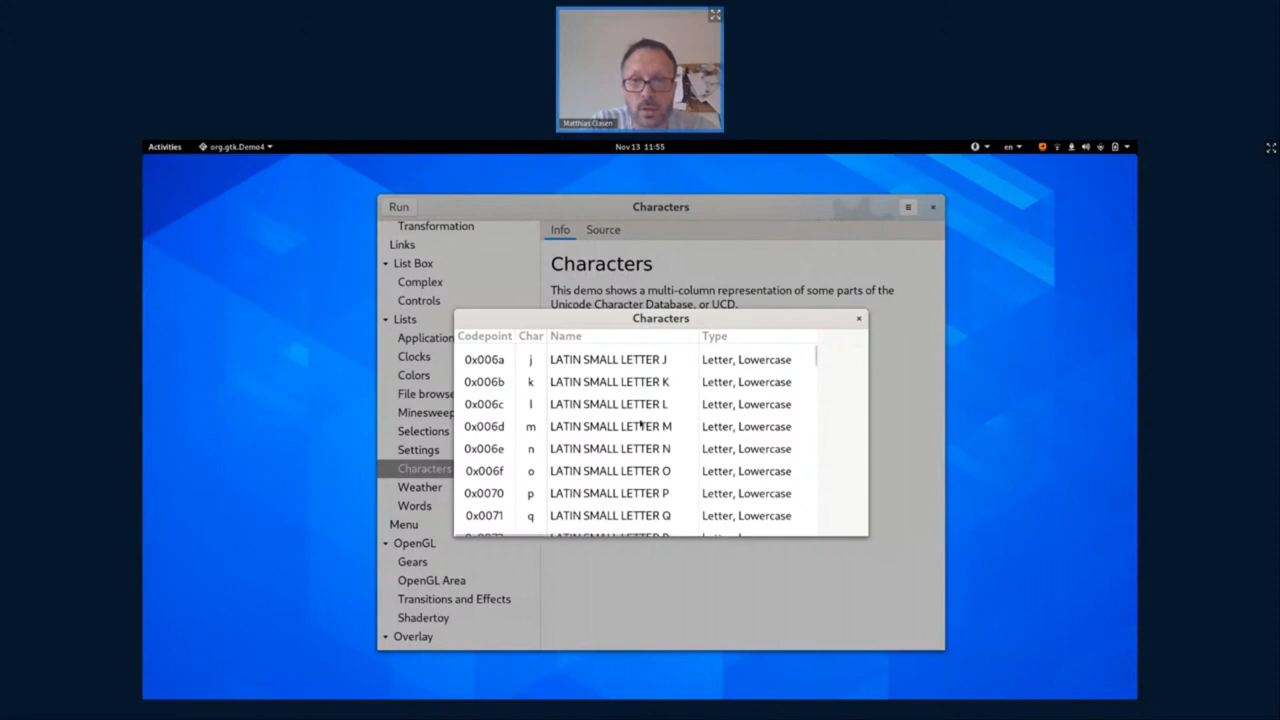 Matthias Clasen
Activities org.gtk.Demo4 Nov 13 11:55 en
Run Characters
Transformation
Links
List Box
Complex
Controls
Lists
Application
Clocks
Colors
File browse
Minesweep
Selections
Settings
Characters
Weather
Words
Menu
OpenGL
Gears
OpenGL Area
Transitions and Effects
Shadertoy
Overlay
Info Source
Characters
This demo shows a multi-column representation of some parts of the
Unicode Character Database, or UCD.
Characters
Codepoint Char Name Type
0x006a j LATIN SMALL LETTER J Letter, Lowercase
0x006b k LATIN SMALL LETTER K Letter, Lowercase
0x006c l LATIN SMALL LETTER L Letter, Lowercase
0x006d m LATIN SMALL LETTER M Letter, Lowercase
0x006e n LATIN SMALL LETTER N Letter, Lowercase
0x006f o LATIN SMALL LETTER O Letter, Lowercase
0x0070 p LATIN SMALL LETTER P Letter, Lowercase
0x0071 q LATIN SMALL LETTER Q Letter, Lowercase